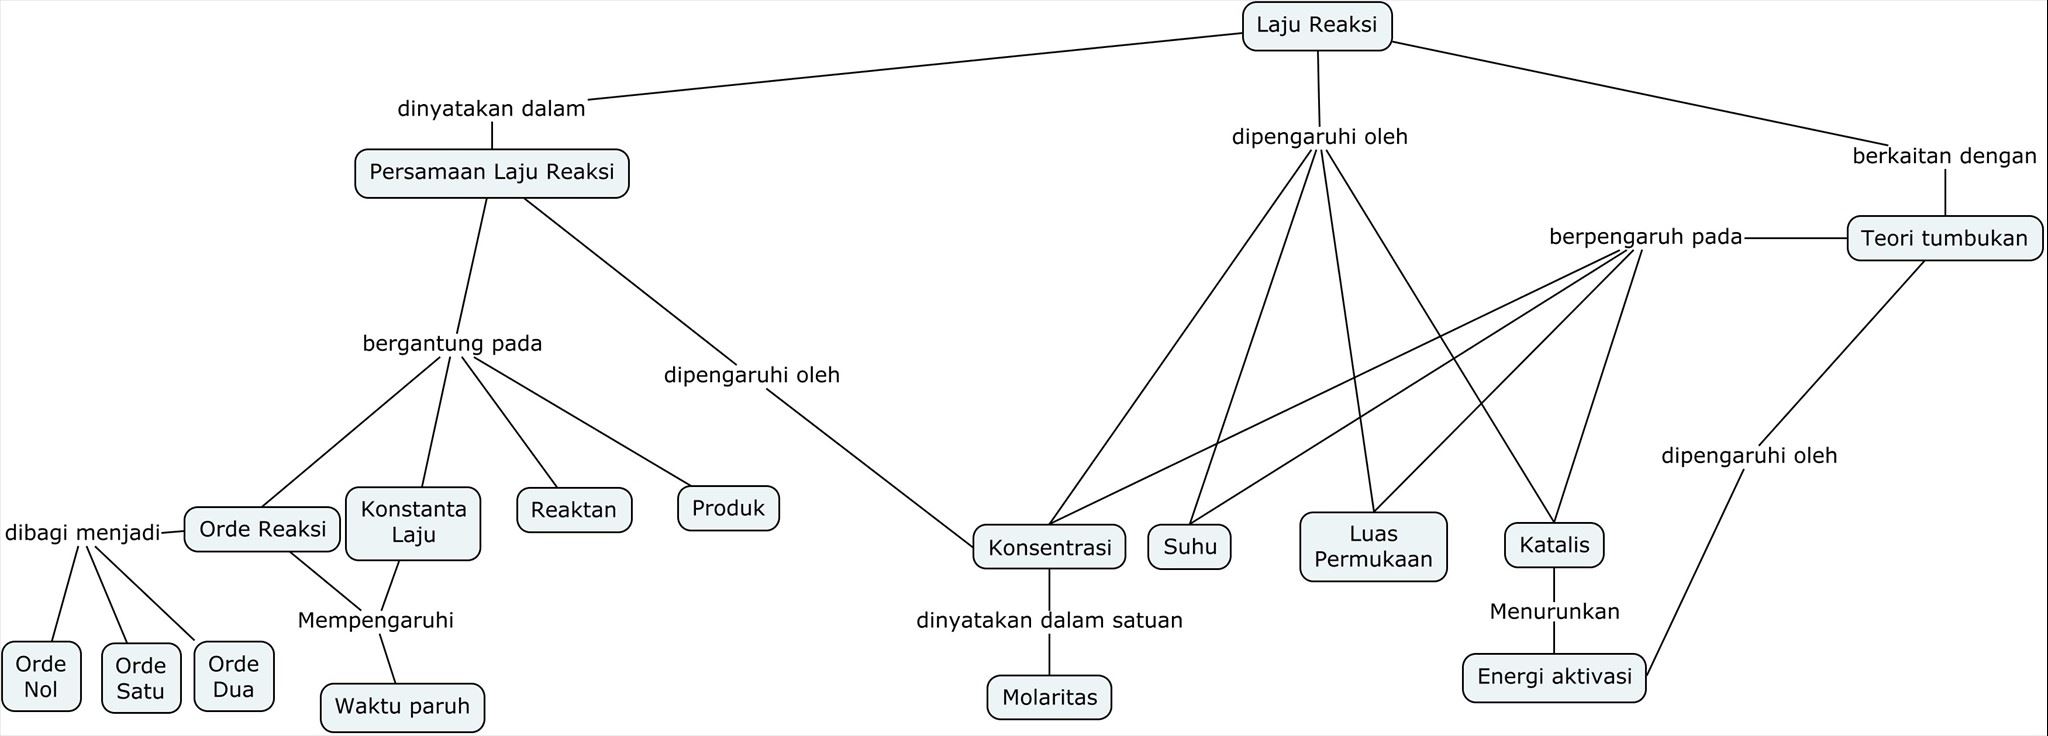 Laju Reaksi
dinyatakan dalam
dipengaruhi oleh
berkaitan dengan
Persamaan Laju Reaksi
berpengaruh pada
Teori tumbukan
bergantung pada
dipengaruhi oleh
dipengaruhi oleh
dibagi menjadi
Orde Reaksi
Konstanta
Laju
Reaktan
Produk
Konsentrasi
Suhu
Luas
Permukaan
Katalis
Mempengaruhi
dinyatakan dalam satuan
Menurunkan
Orde
Nol
Orde
Satu
Orde
Dua
Waktu paruh
Molaritas
Energi aktivasi